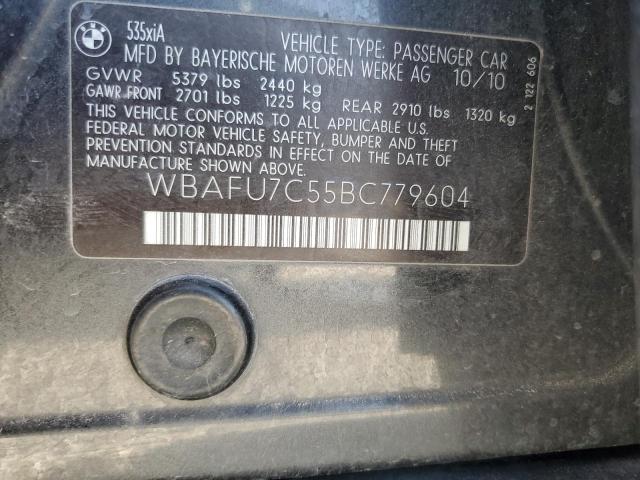 BMW
535xiA
VEHICLE TYPE: PASSENGER CAR
MFD BY BAYERISCHE MOTOREN WERKE AG 10/10
GVWR 5379 lbs 2440 kg
GAWR FRONT 2701 lbs 1225 kg REAR 2910 lbs 1320 kg
THIS VEHICLE CONFORMS TO ALL APPLICABLE U.S.
FEDERAL MOTOR VEHICLE SAFETY, BUMPER AND THEFT
PREVENTION STANDARDS IN EFFECT ON THE DATE OF
MANUFACTURE SHOWN ABOVE.
WBAFU7C55BC779604
2 122 606